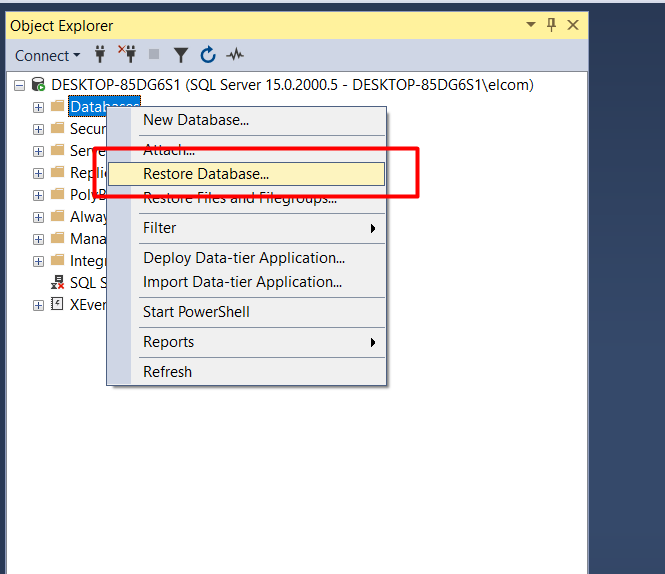 Object Explorer
Connect
DESKTOP-85DG6S1 (SQL Server 15.0.2000.5 - DESKTOP-85DG6S1\elcom)
Databases
New Database...
Secur
Attach...
Serve
Restore Database...
Replic
Restore Files and Filegroups...
PolyB
Alway
Filter
Mana
Deploy Data-tier Application...
Integr
Import Data-tier Application...
SQL S
XEver
Start PowerShell
Reports
Refresh